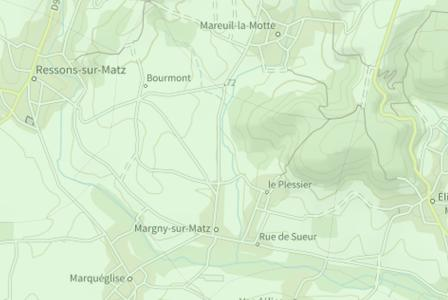 Mareuil-la-Motte
Ressons-sur-Matz
Bourmont
72
le Plessier
Margny-sur-Matz
Rue de Sueur
Marquéglise